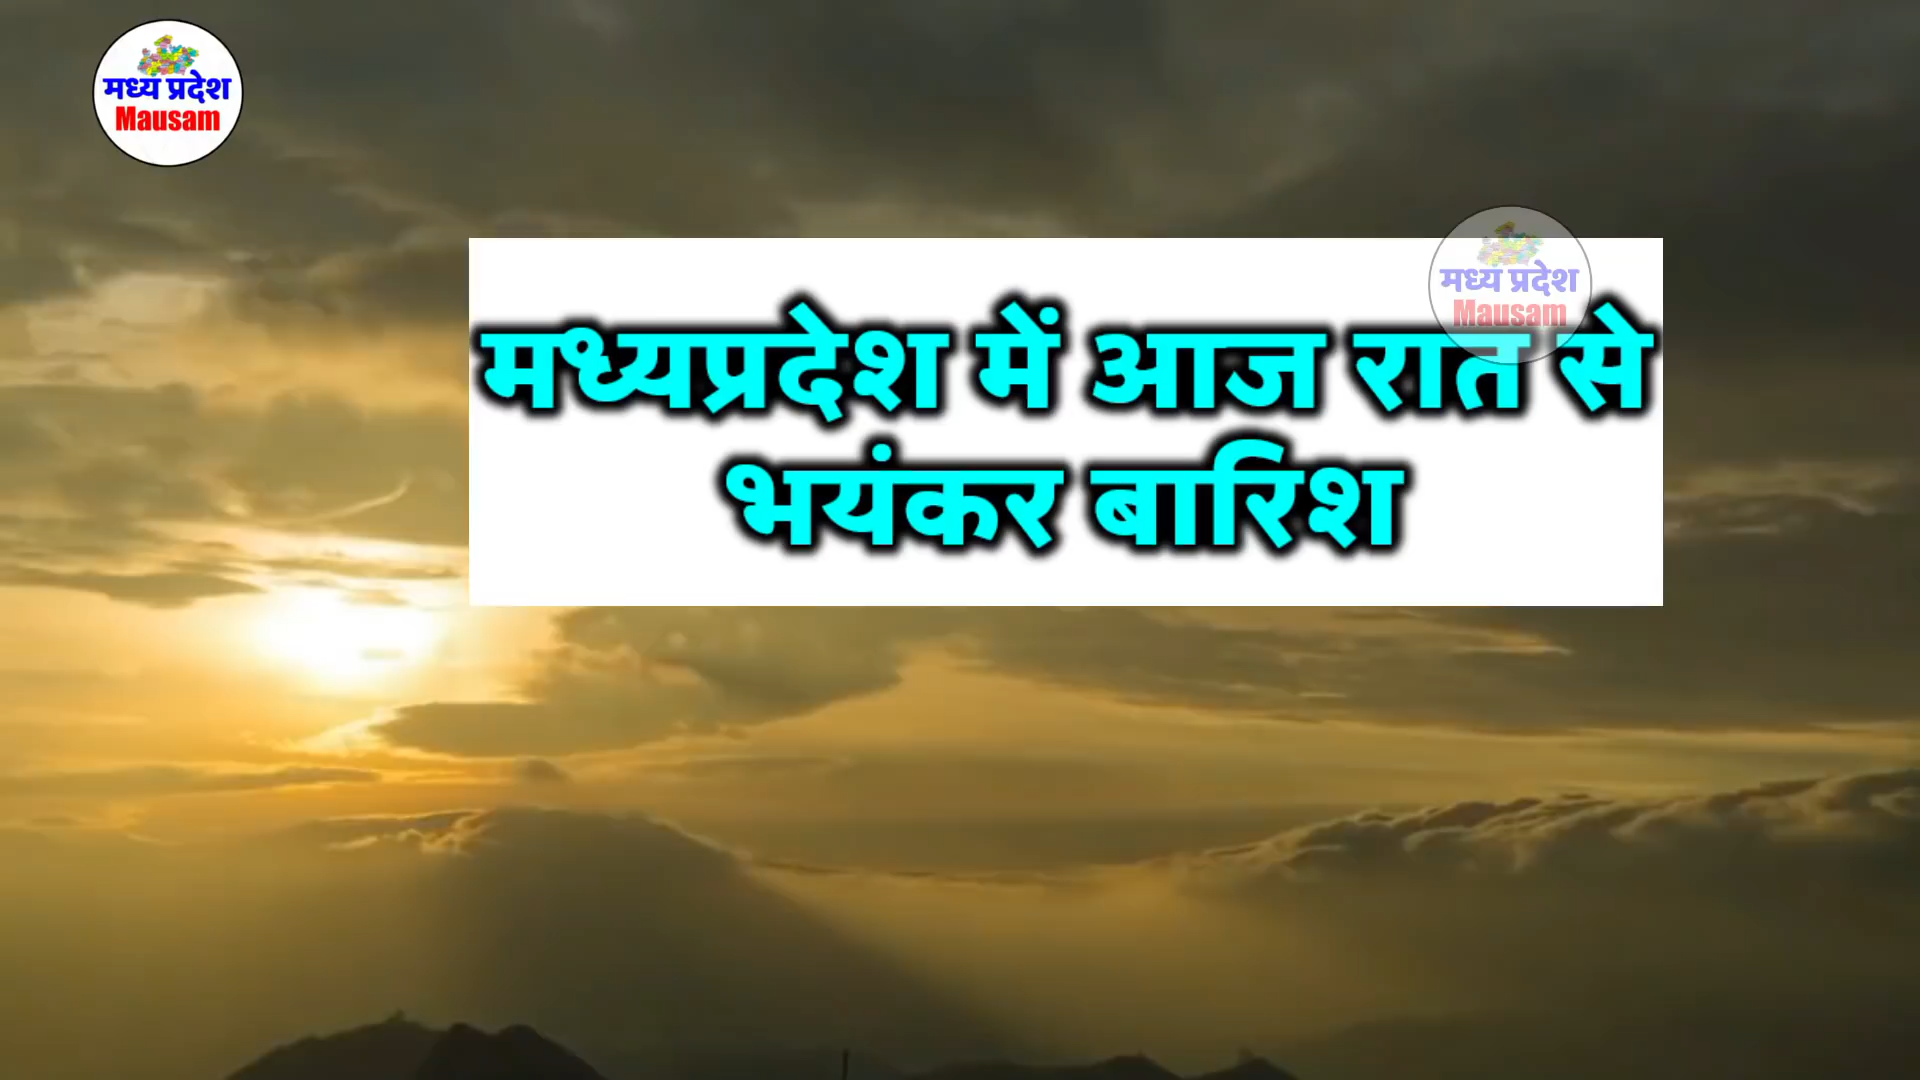 मध्य प्रदेश
Mausam
मध्य प्रदेश
Mausam
मध्यप्रदेश में आज रात से
भयंकर बारिश